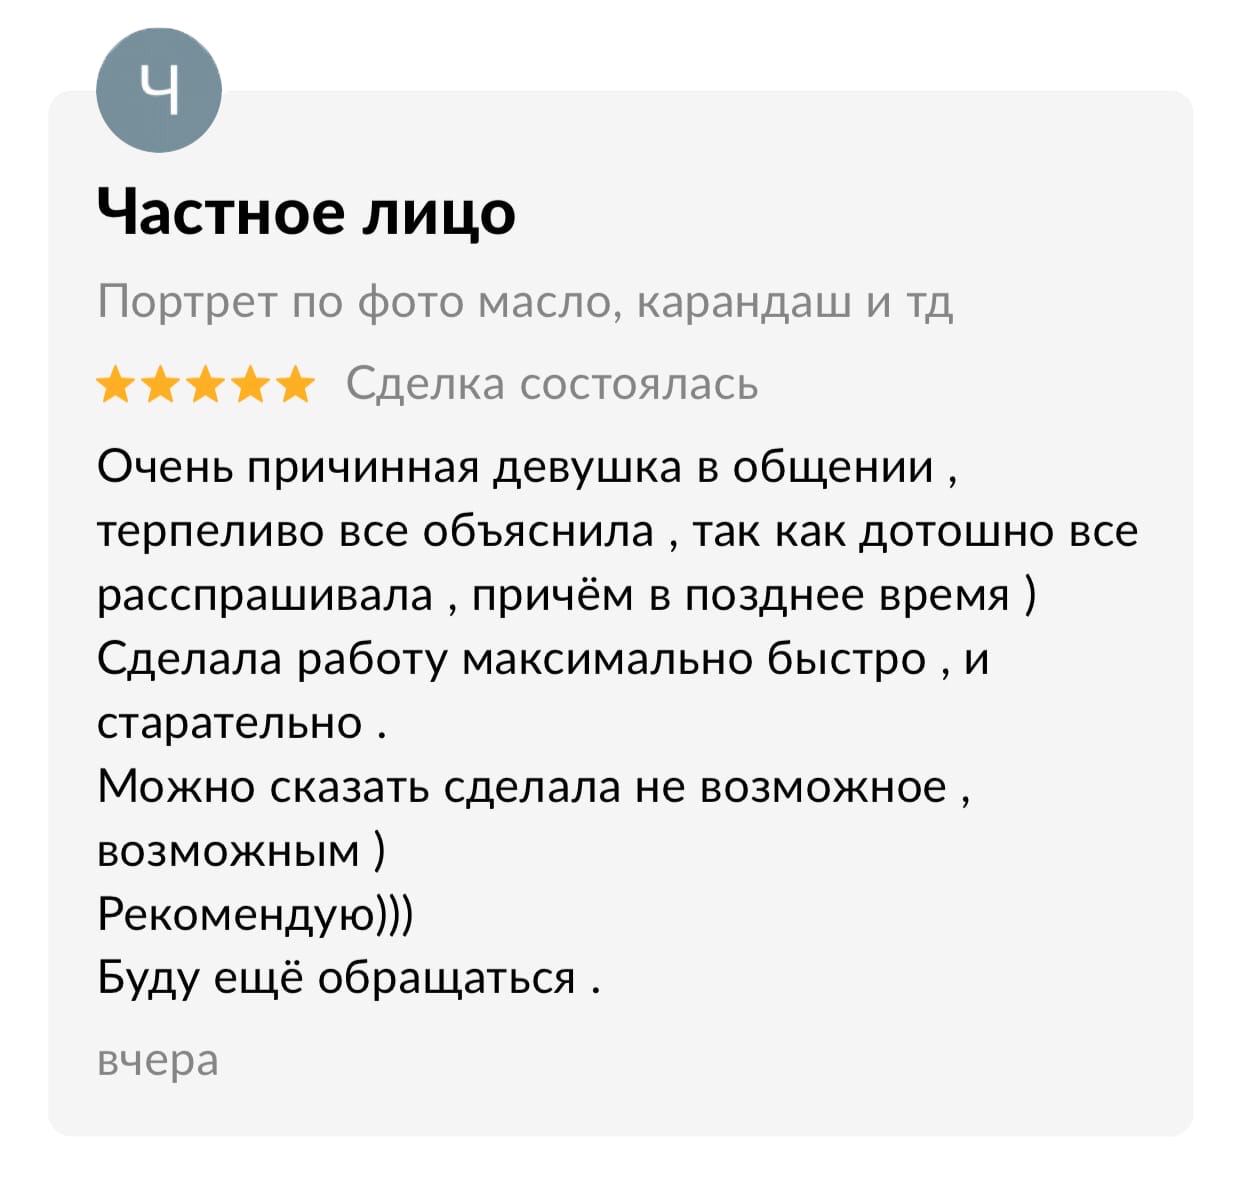 Ч
Частное лицо
Портрет по фото масло, карандаш и тд
Сделка состоялась
Очень причинная девушка в общении ,
терпеливо все объяснила , так как дотошно все
расспрашивала , причём в позднее время )
Сделала работу максимально быстро , и
старательно .
Можно сказать сделала не возможное ,
возможным )
Рекомендую)))
Буду ещё обращаться .
вчера